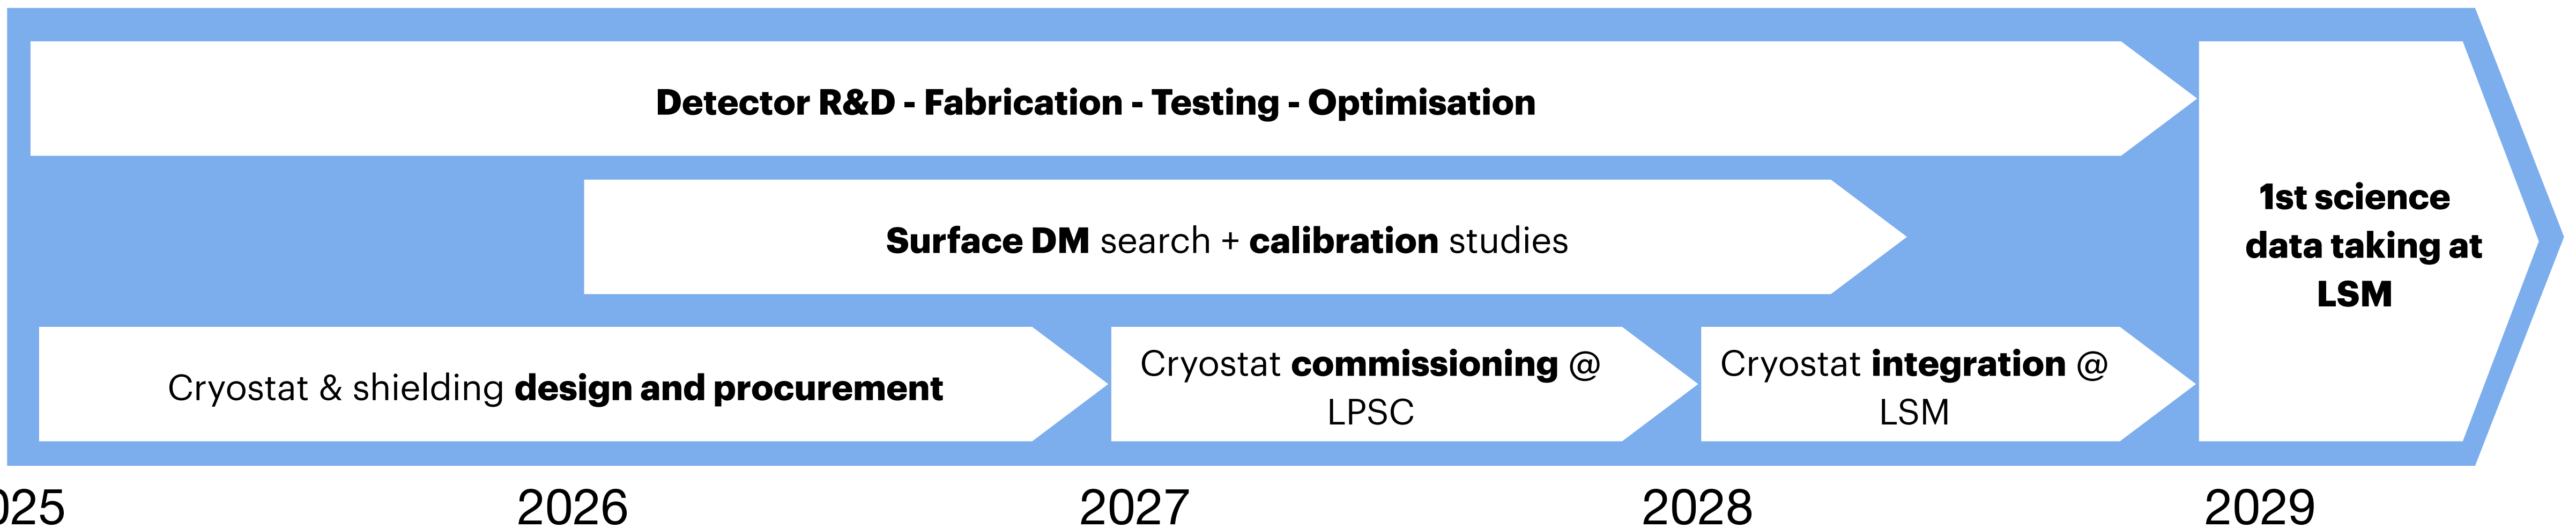 Detector R&D - Fabrication - Testing - Optimisation
Surface DM search + calibration studies
1st science
data taking at
LSM
Cryostat & shielding design and procurement
Cryostat commissioning @
LPSC
Cryostat integration @
LSM
025 2026 2027 2028 2029